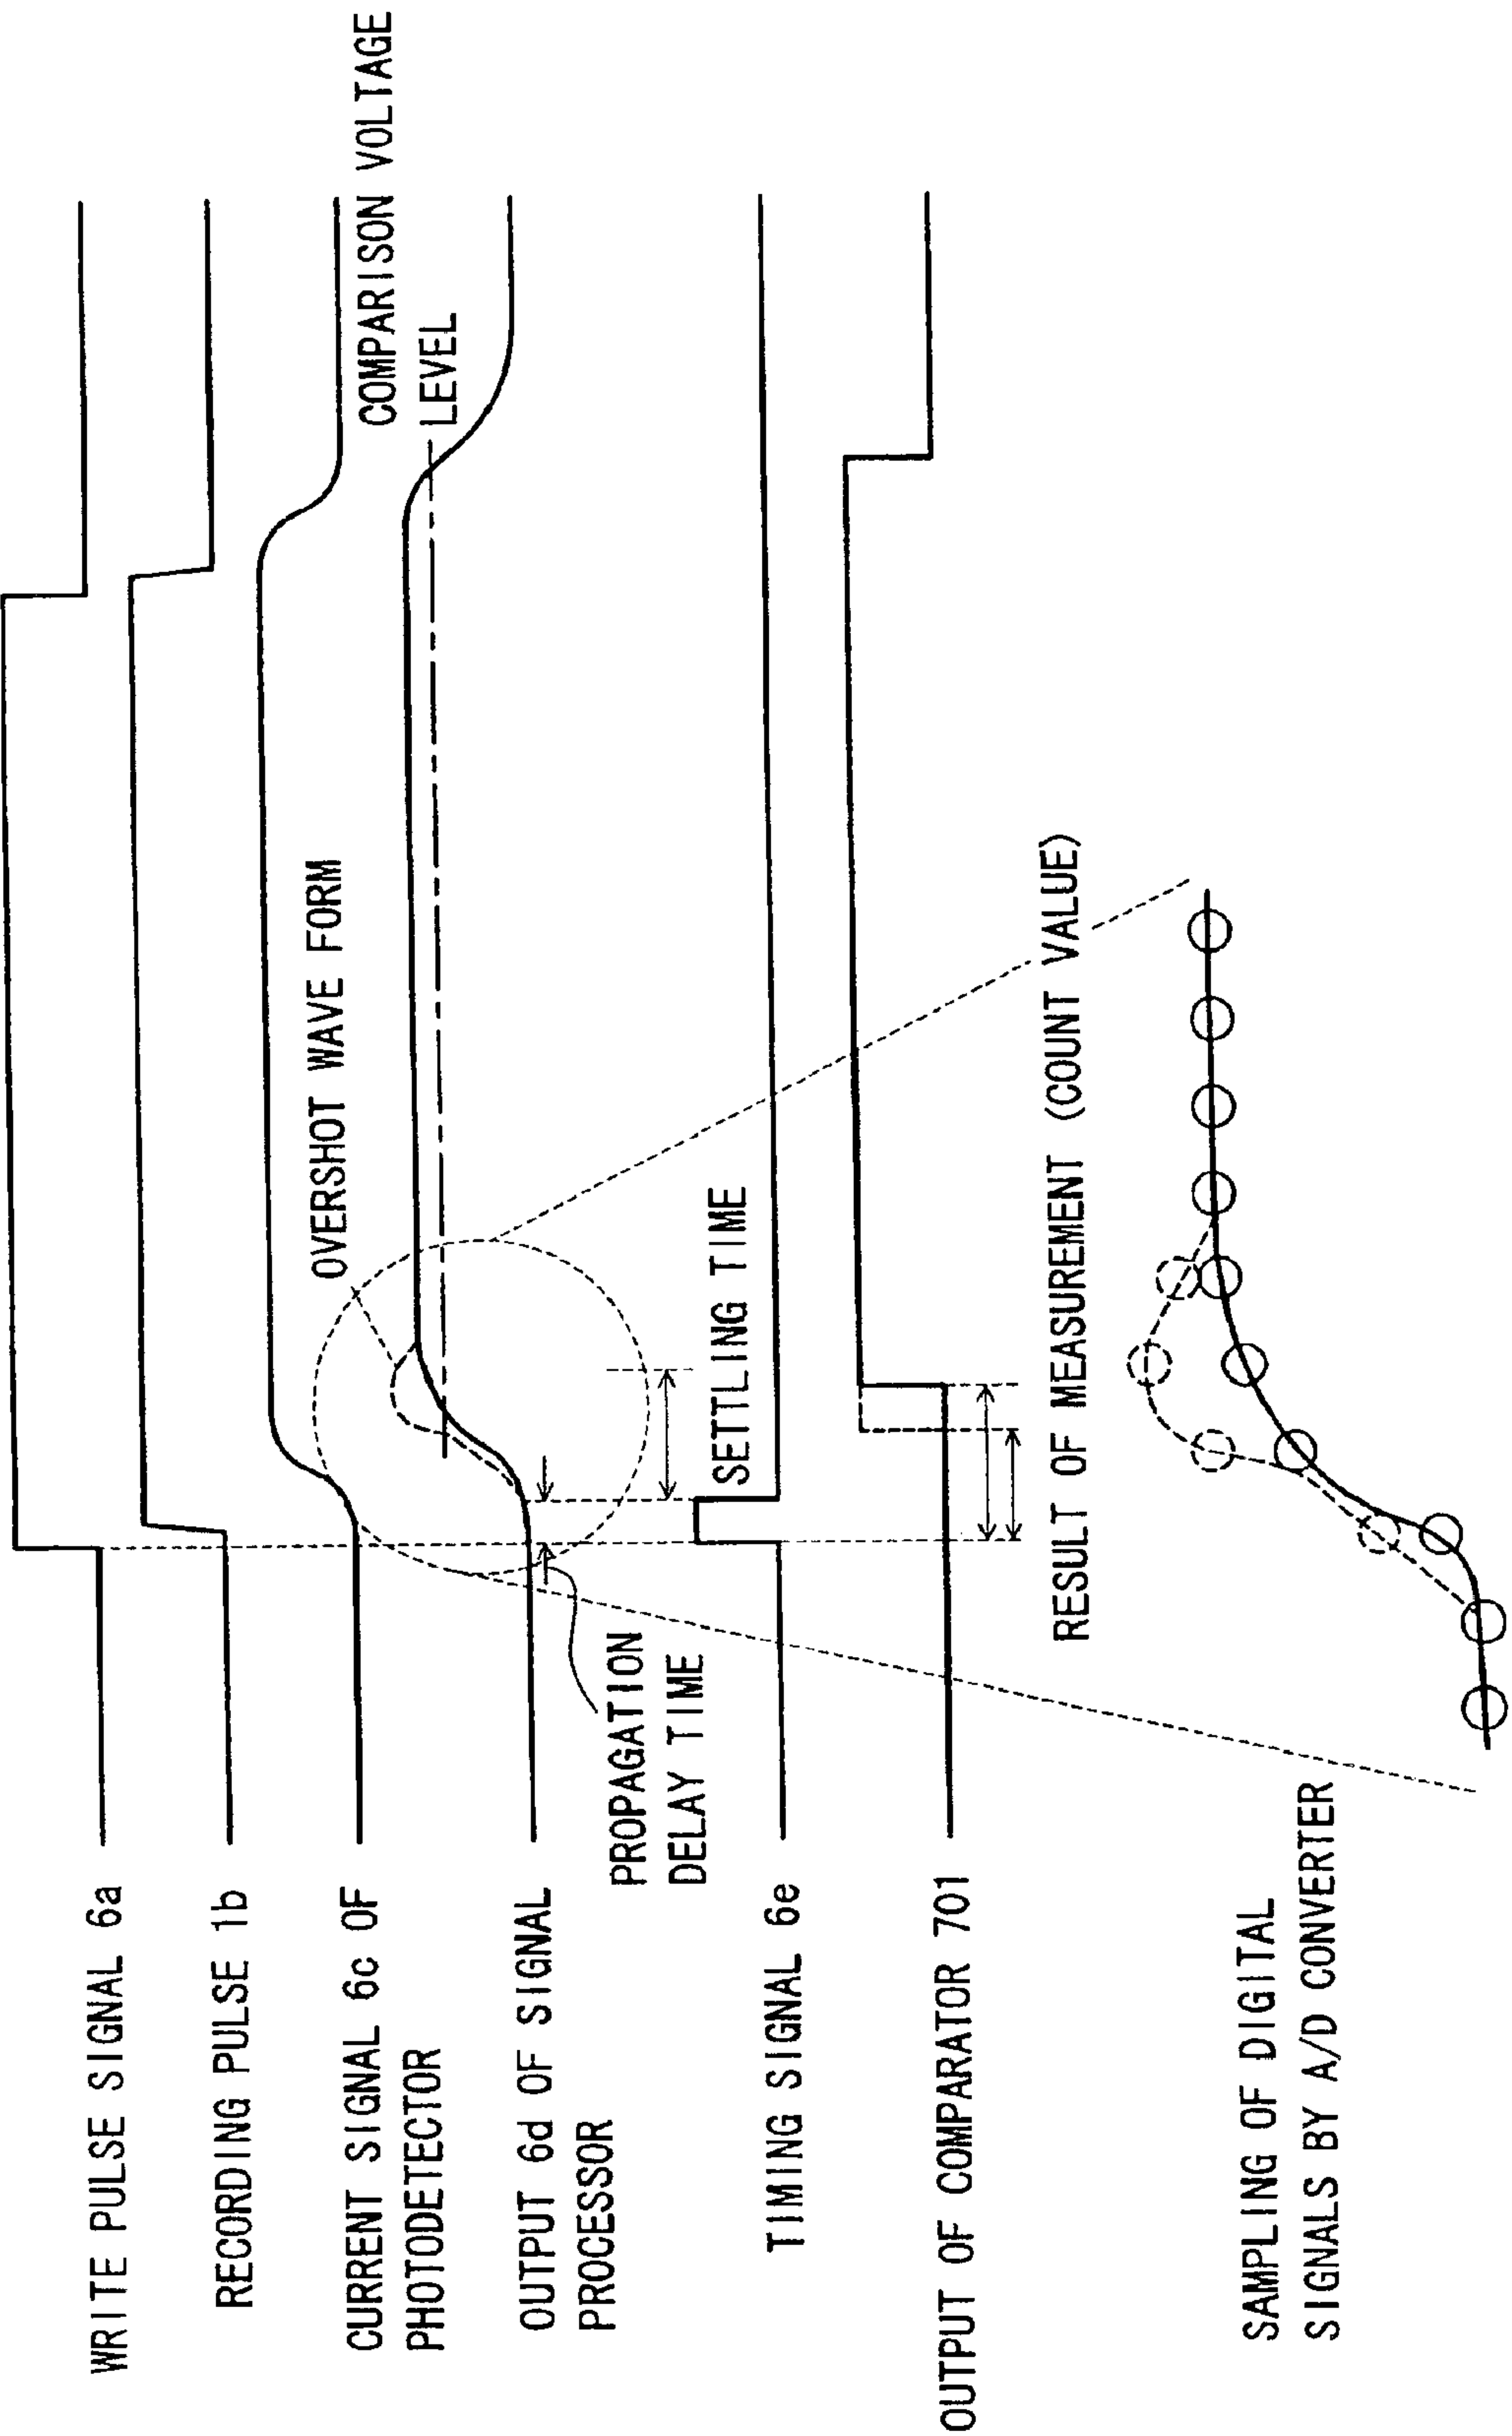 WRITE PULSE SIGNAL 6a
RECORDING PULSE 1b
CURRENT SIGNAL 6c OF
PHOTODETECTOR
COMPARISON VOLTAGE
LEVEL
OVERSHOT WAVE FORM
OUTPUT 6d OF SIGNAL
PROCESSOR
PROPAGATION
DELAY TIME
SETTLING TIME
TIMING SIGNAL 6e
OUTPUT OF COMPARATOR 701
RESULT OF MEASUREMENT (COUNT VALUE)
SAMPLING OF DIGITAL
SIGNALS BY A/D CONVERTER